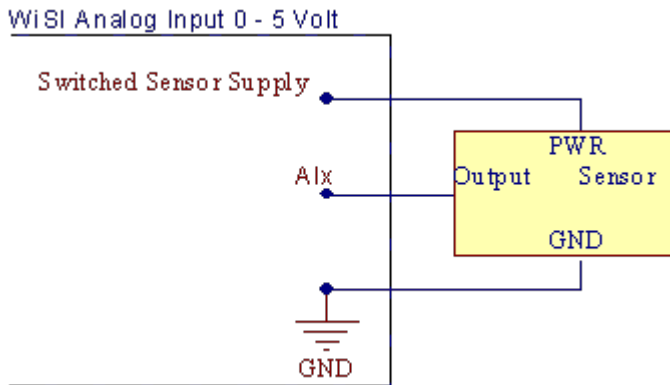 WiSI Analog Input 0 - 5 Volt
Switched Sensor Supply
PWR
AIx
Output Sensor
GND
GND